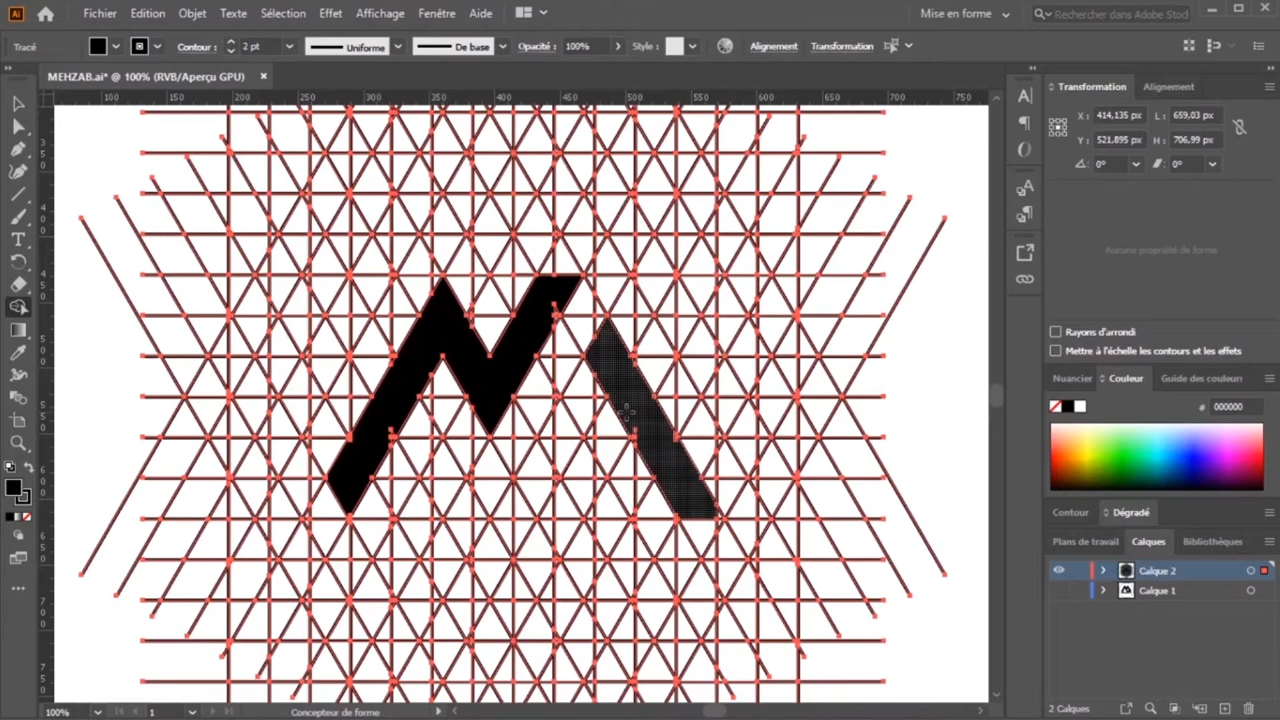 Ai
Fichier Edition Objet Texte Sélection Effet Affichage Fenêtre Aide
Mise en forme
Rechercher dans Adobe Stod
Tracé
Contour :
2 pt
Uniforme
De base
Opacité :
100%
Style :
Alignement
Transformation
MEHZAB.ai* @ 100% (RVB/Aperçu GPU)
100 150 200 250 300 350 400 450 500 550 600 650 700 750
Transformation Alignement
X : 414,135 px
L : 659,03 px
Y : 521,895 px
H : 706,99 px
0°
0°
Aucune propriété de forme
Rayons d'arrondi
Mettre à l'échelle les contours et les effets
Nuancier Couleur Guide des couleurs
# 000000
Contour Dégradé
Plans de travail Calques Bibliothèques
Calque 2
Calque 1
2 Calques
100%
1
Concepteur de forme